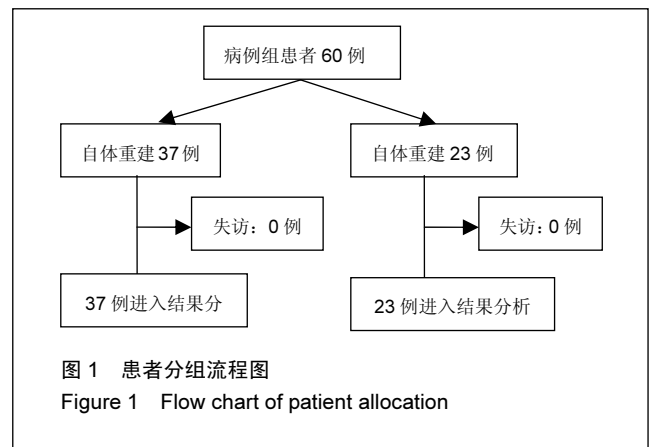 病例组患者 60 例
自体重建 37 例
自体重建 23 例
失访：0 例
失访：0 例
37 例进入结果分
23 例进入结果分析
图 1 患者分组流程图
Figure 1 Flow chart of patient allocation